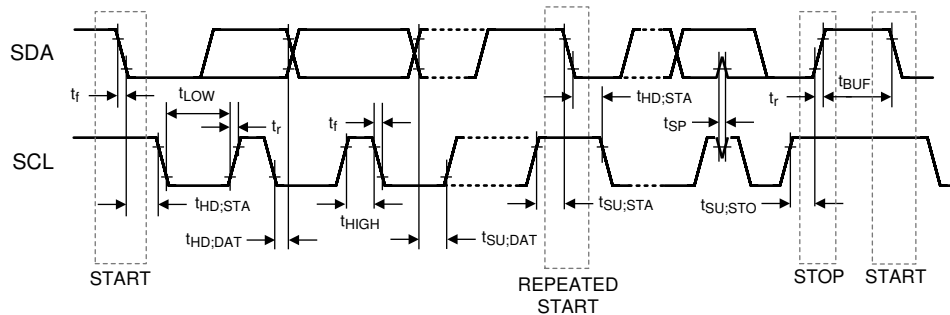 SDA
t_f
t_LOW
t_r
t_f
t_HD;STA
t_SP
t_r
t_BUF
SCL
t_HD;STA
t_HD;DAT
t_HIGH
t_SU;DAT
t_SU;STA
t_SU;STO
START
REPEATED
START
STOP
START